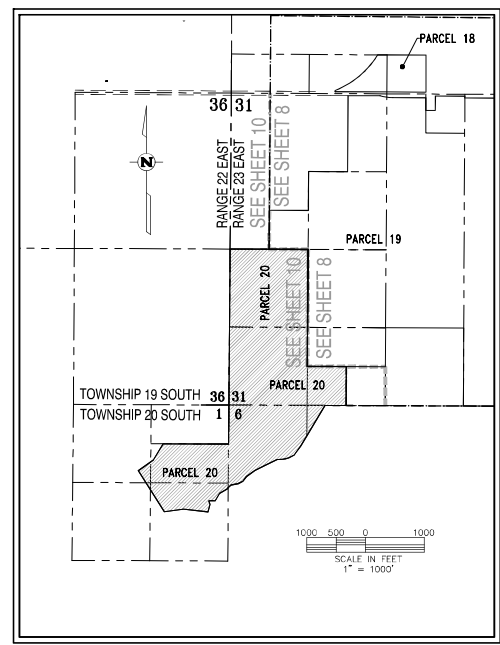 PARCEL 18
36 31
RANGE 22 EAST
RANGE 23 EAST
SEE SHEET 10
SEE SHEET 8
N
PARCEL 19
PARCEL 20
SEE SHEET 10
SEE SHEET 8
PARCEL 20
TOWNSHIP 19 SOUTH 36 31
TOWNSHIP 20 SOUTH 1 6
PARCEL 20
1000 500 0 1000
SCALE IN FEET
1" = 1000'